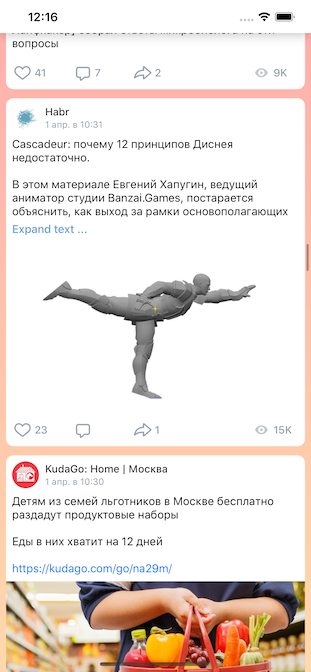 12:16
вопросы
41
7
2
9K
Habr
1 апр. в 10:31
Cascadeur: почему 12 принципов Диснея
недостаточно.
В этом материале Евгений Хапугин, ведущий
аниматор студии Banzai.Games, постарается
объяснить, как выход за рамки основополагающих
Expand text ...
23
1
15K
KudaGo: Home | Москва
1 апр. в 10:30
Детям из семей льготников в Москве бесплатно
раздадут продуктовые наборы
Еды в них хватит на 12 дней
https://kudago.com/go/na29m/